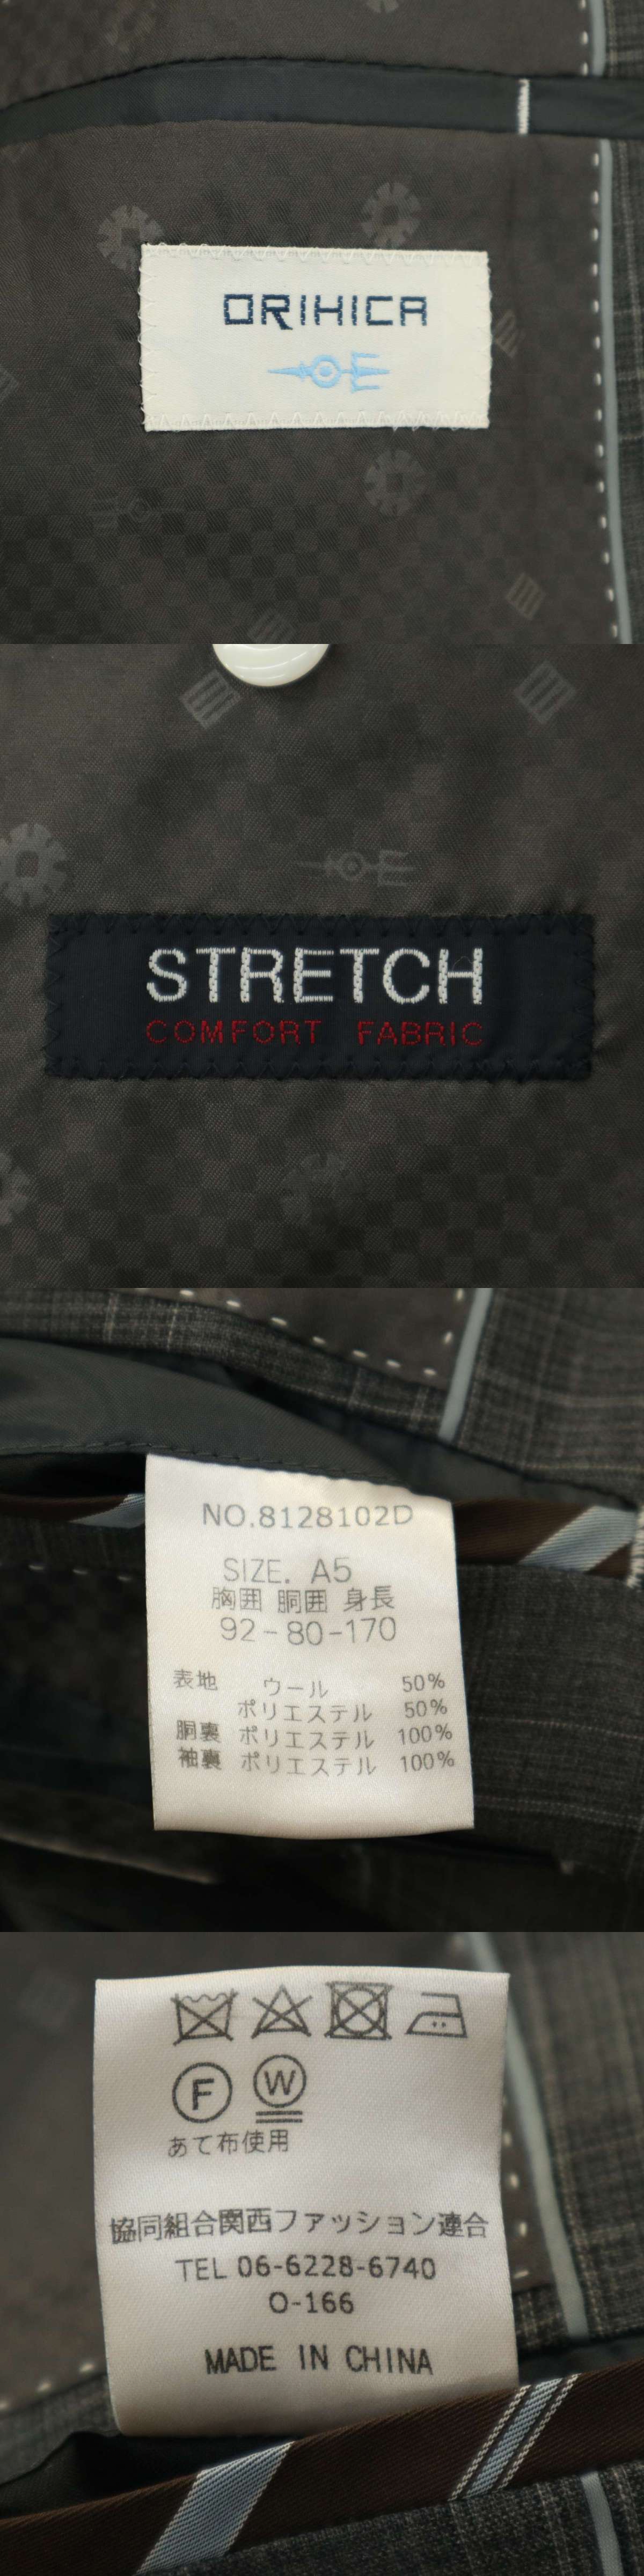 ORIHICA
STRETCH
COMFORT FABRIC
NO.8128102D
SIZE. A5
胸囲 胴囲 身長
92-80-170
表地 ウール 50%
ポリエステル 50%
胴裏 ポリエステル 100%
袖裏 ポリエステル 100%
F W
あて布使用
協同組合関西ファッション連合
TEL 06-6228-6740
O-166
MADE IN CHINA